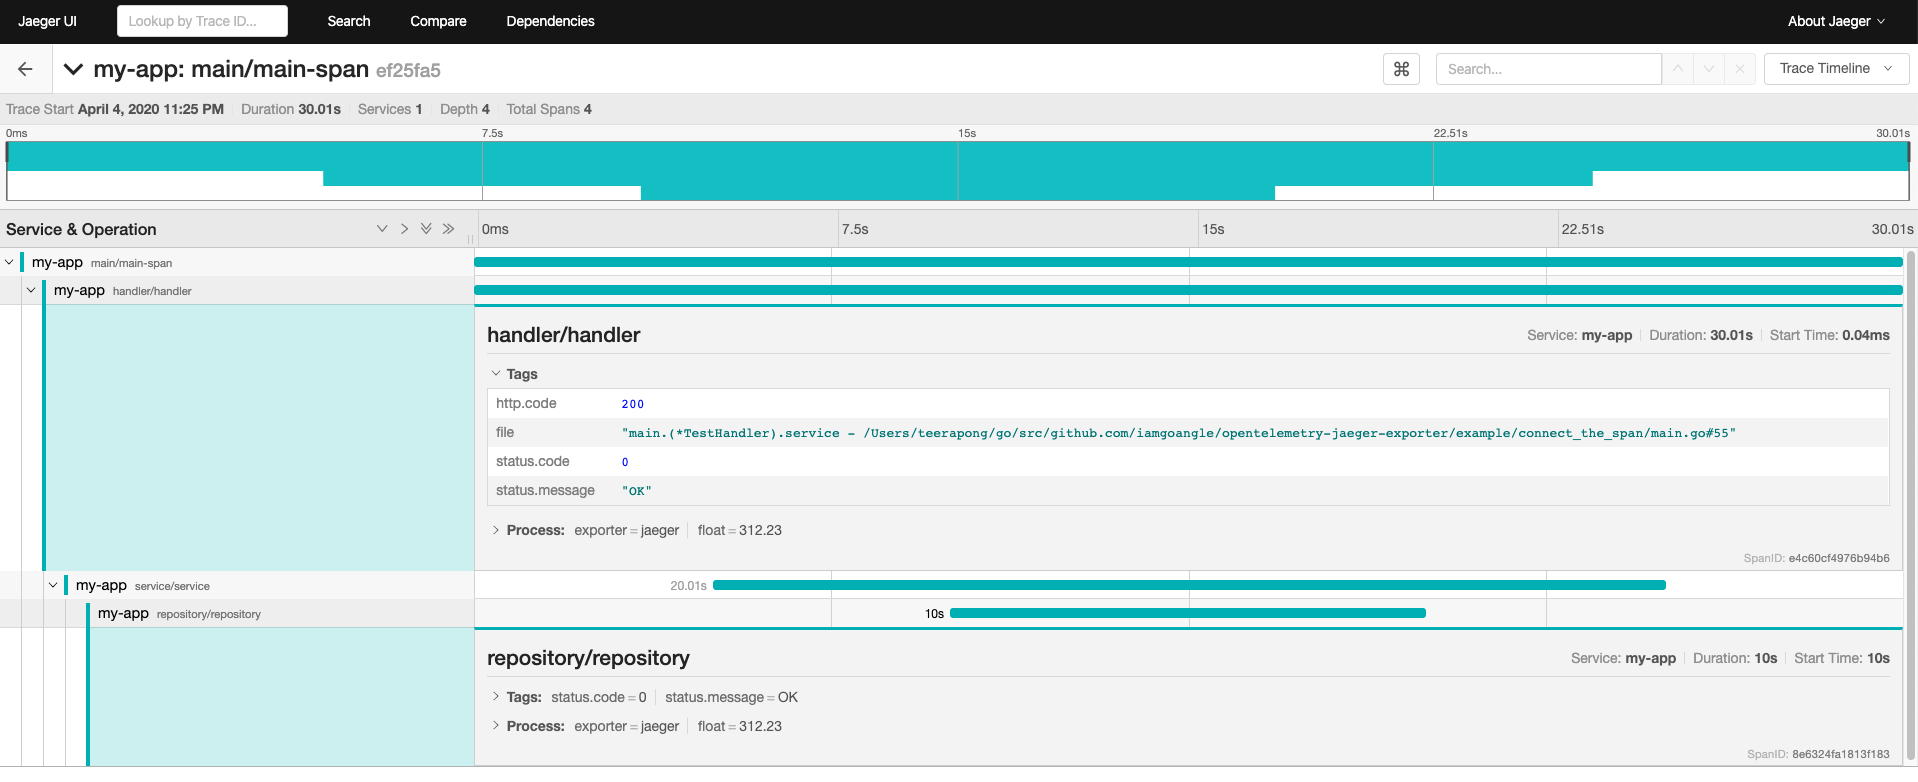 Jaeger UI Lookup by Trace ID... Search Compare Dependencies About Jaeger
my-app: main/main-span ef25fa5 ⌘ Search... Trace Timeline
Trace Start April 4, 2020 11:25 PM Duration 30.01s Services 1 Depth 4 Total Spans 4
0ms 7.5s 15s 22.51s 30.01s
Service & Operation 0ms 7.5s 15s 22.51s 30.01s
my-app main/main-span
my-app handler/handler
handler/handler Service: my-app Duration: 30.01s Start Time: 0.04ms
Tags
http.code 200
file "main.(*TestHandler).service - /Users/teerapong/go/src/github.com/iamgoangle/opentelemetry-jaeger-exporter/example/connect_the_span/main.go#55"
status.code 0
status.message "OK"
Process: exporter = jaeger float = 312.23
SpanID: e4c60cf4976b94b6
my-app service/service 20.01s
my-app repository/repository 10s
repository/repository Service: my-app Duration: 10s Start Time: 10s
Tags: status.code = 0 status.message = OK
Process: exporter = jaeger float = 312.23
SpanID: 8e6324fa1813f183